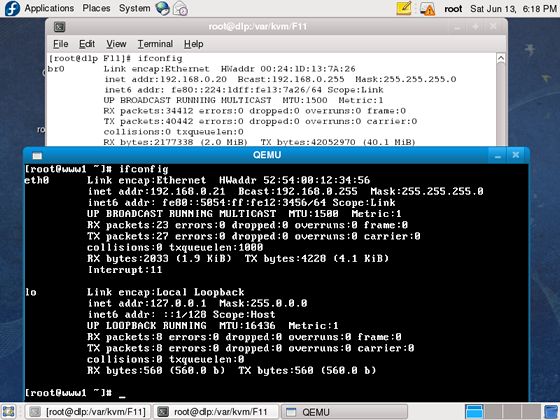 Applications Places System
root Sat Jun 13, 6:18 PM
root@dlp:/var/kvm/F11
File Edit View Terminal Help
[root@dlp F11]# ifconfig
br0 Link encap:Ethernet HWaddr 00:24:1D:13:7A:26
inet addr:192.168.0.20 Bcast:192.168.0.255 Mask:255.255.255.0
inet6 addr: fe80::224:1dff:fe13:7a26/64 Scope:Link
UP BROADCAST RUNNING MULTICAST MTU:1500 Metric:1
RX packets:34412 errors:0 dropped:0 overruns:0 frame:0
TX packets:40442 errors:0 dropped:0 overruns:0 carrier:0
collisions:0 txqueuelen:0
RX bytes:2177338 (2.0 MiB) TX bytes:42052970 (40.1 MiB)
QEMU
[root@www1 ~]# ifconfig
eth0 Link encap:Ethernet HWaddr 52:54:00:12:34:56
inet addr:192.168.0.21 Bcast:192.168.0.255 Mask:255.255.255.0
inet6 addr: fe80::5054:ff:fe12:3456/64 Scope:Link
UP BROADCAST RUNNING MULTICAST MTU:1500 Metric:1
RX packets:23 errors:0 dropped:0 overruns:0 frame:0
TX packets:27 errors:0 dropped:0 overruns:0 carrier:0
collisions:0 txqueuelen:1000
RX bytes:2033 (1.9 KiB) TX bytes:4228 (4.1 KiB)
Interrupt:11
lo Link encap:Local Loopback
inet addr:127.0.0.1 Mask:255.0.0.0
inet6 addr: ::1/128 Scope:Host
UP LOOPBACK RUNNING MTU:16436 Metric:1
RX packets:8 errors:0 dropped:0 overruns:0 frame:0
TX packets:8 errors:0 dropped:0 overruns:0 carrier:0
collisions:0 txqueuelen:0
RX bytes:560 (560.0 b) TX bytes:560 (560.0 b)
[root@www1 ~]# _
[root@dlp:/var/kvm/F11] root@dlp:/var/kvm/F11 QEMU